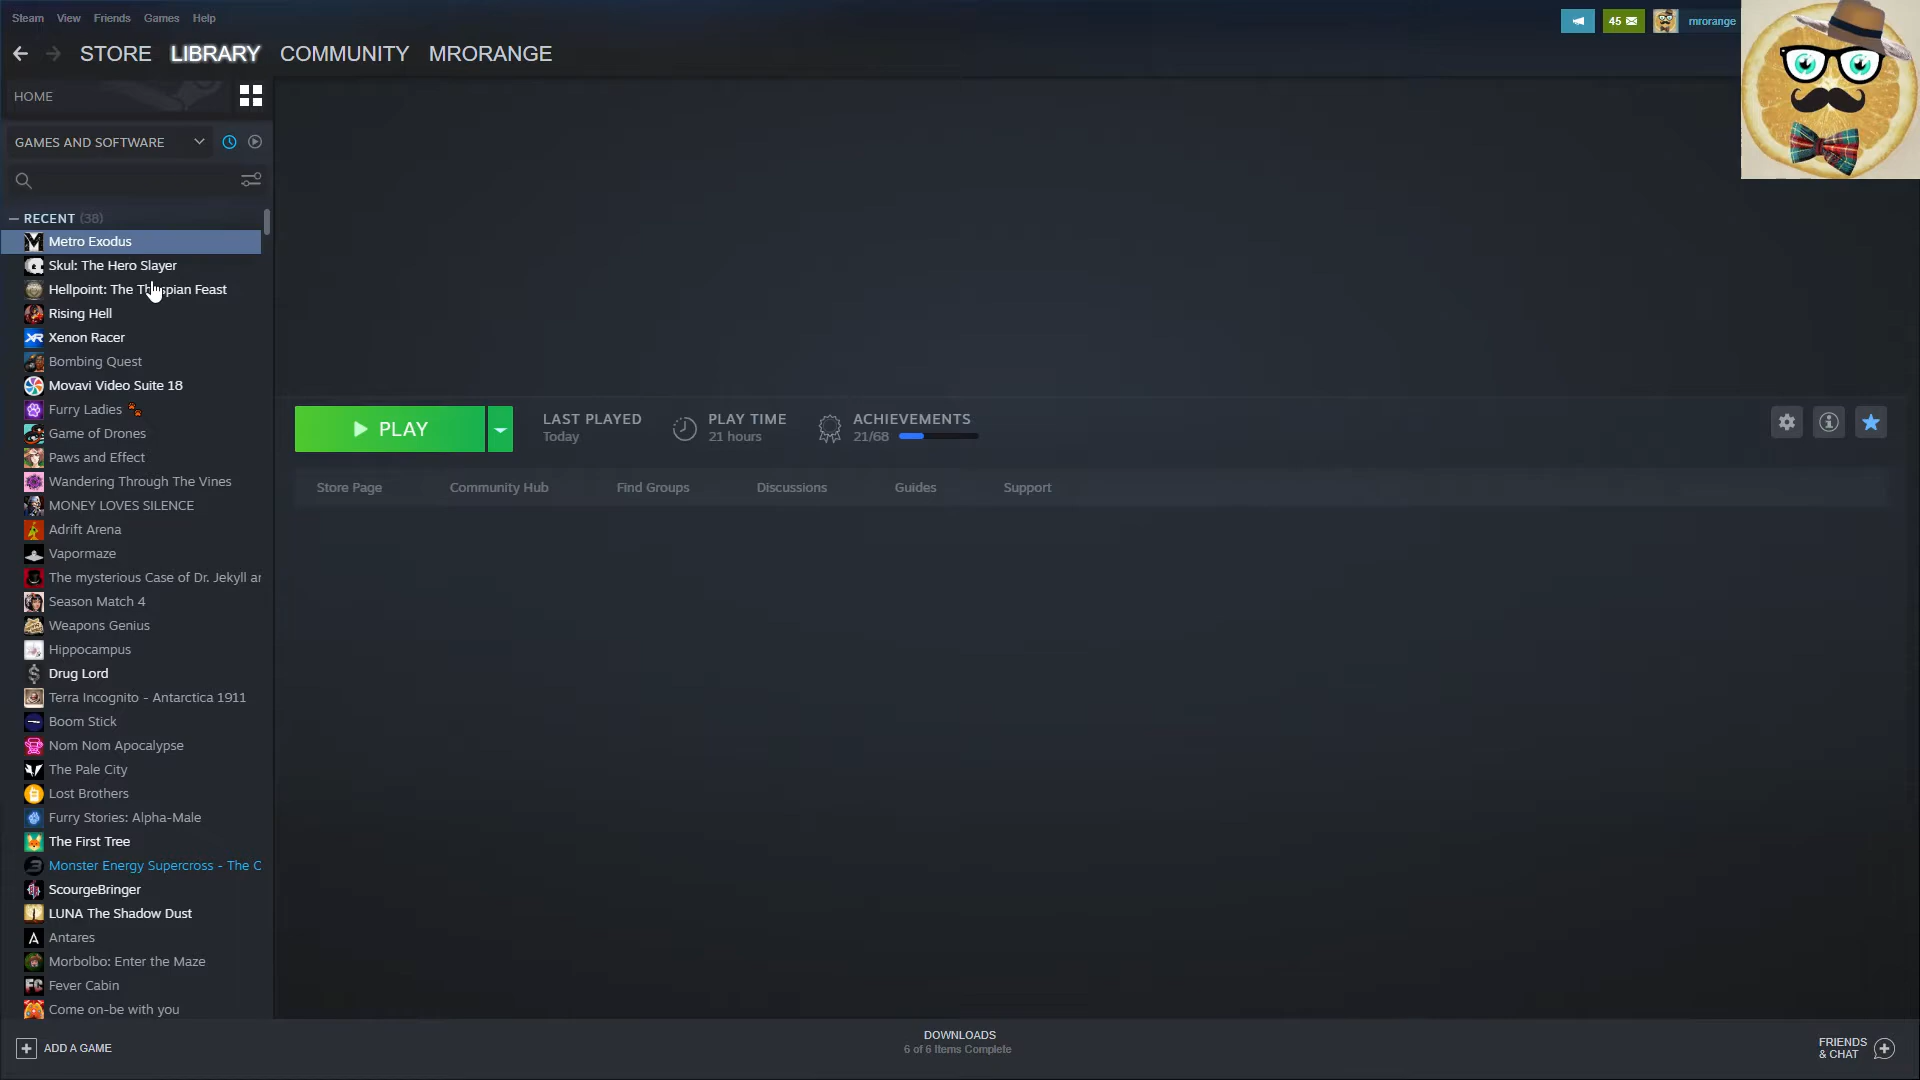 Steam View Friends Games Help
45
mrorange
STORE LIBRARY COMMUNITY MRORANGE
HOME
GAMES AND SOFTWARE
RECENT (38)
Metro Exodus
Skul: The Hero Slayer
Hellpoint: The Feast
Rising Hell
Xenon Racer
Bombing Quest
Movavi Video Suite 18
Furry Ladies
Game of Drones
Paws and Effect
Wandering Through The Vines
MONEY LOVES SILENCE
Adrift Arena
Vapormaze
The mysterious Case of Dr. Jekyll ar
Season Match 4
Weapons Genius
Hippocampus
Drug Lord
Terra Incognito - Antarctica 1911
Boom Stick
Nom Nom Apocalypse
The Pale City
Lost Brothers
Furry Stories: Alpha-Male
The First Tree
Monster Energy Supercross - The O
ScourgeBringer
LUNA The Shadow Dust
Antares
Morbolbo: Enter the Maze
Fever Cabin
Come on-be with you
PLAY
LAST PLAYED
Today
PLAY TIME
21 hours
ACHIEVEMENTS
21/68
Store Page Community Hub Find Groups Discussions Guides Support
ADD A GAME
DOWNLOADS
6 of 6 Items Complete
FRIENDS
& CHAT